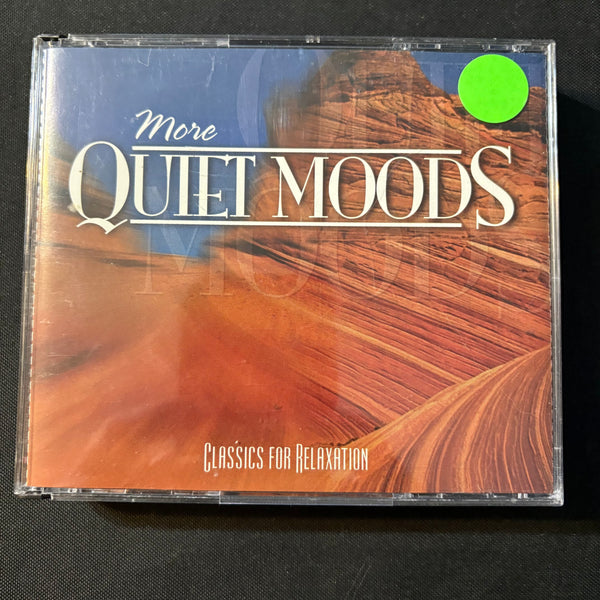 More
QUIET MOODS
CLASSICS FOR RELAXATION